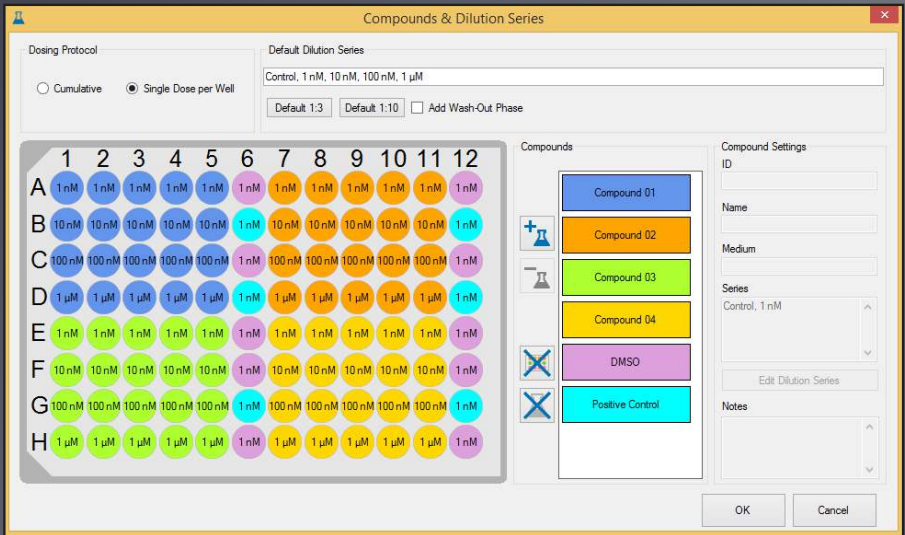 Compounds & Dilution Series
Dosing Protocol
Cumulative Single Dose per Well
Default Dilution Series
Control, 1 nM, 10 nM, 100 nM, 1 µM
Default 1:3 Default 1:10 Add Wash-Out Phase
1 2 3 4 5 6 7 8 9 10 11 12
A 1 nM 1 nM 1 nM 1 nM 1 nM 1 nM 1 nM 1 nM 1 nM 1 nM 1 nM 1 nM
B 10 nM 10 nM 10 nM 10 nM 10 nM 1 nM 10 nM 10 nM 10 nM 10 nM 10 nM 1 nM
C 100 nM 100 nM 100 nM 100 nM 100 nM 1 nM 100 nM 100 nM 100 nM 100 nM 100 nM 1 nM
D 1 µM 1 µM 1 µM 1 µM 1 µM 1 nM 1 µM 1 µM 1 µM 1 µM 1 µM 1 nM
E 1 nM 1 nM 1 nM 1 nM 1 nM 1 nM 1 nM 1 nM 1 nM 1 nM 1 nM 1 nM
F 10 nM 10 nM 10 nM 10 nM 10 nM 1 nM 10 nM 10 nM 10 nM 10 nM 10 nM 1 nM
G 100 nM 100 nM 100 nM 100 nM 100 nM 1 nM 100 nM 100 nM 100 nM 100 nM 100 nM 1 nM
H 1 µM 1 µM 1 µM 1 µM 1 µM 1 nM 1 µM 1 µM 1 µM 1 µM 1 µM 1 nM
Compounds
Compound 01
Compound 02
Compound 03
Compound 04
DMSO
Positive Control
Compound Settings
ID
Name
Medium
Series
Control, 1 nM
Edit Dilution Series
Notes
OK Cancel